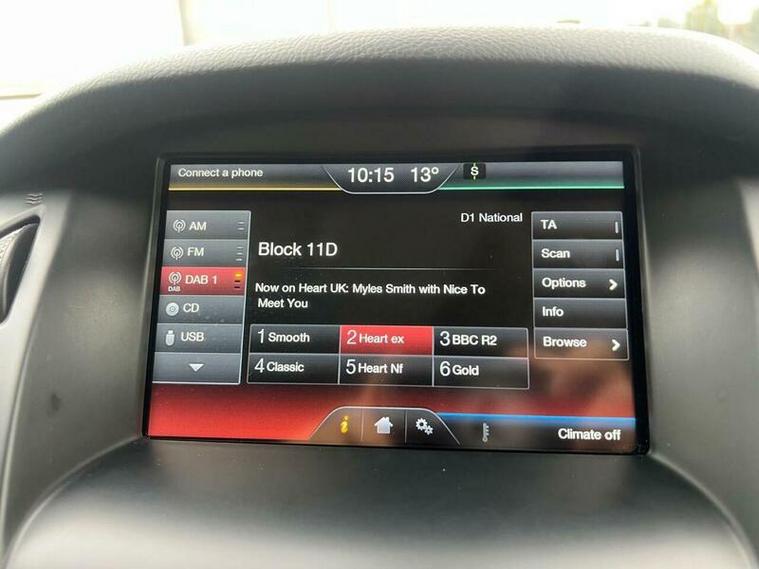 Connect a phone
10:15 13°
S
D1 National
AM
FM
DAB 1
DAB
CD
USB
Block 11D
Now on Heart UK: Myles Smith with Nice To
Meet You
1 Smooth
2 Heart ex
3 BBC R2
4 Classic
5 Heart Nf
6 Gold
TA
Scan
Options
Info
Browse
i
Climate off